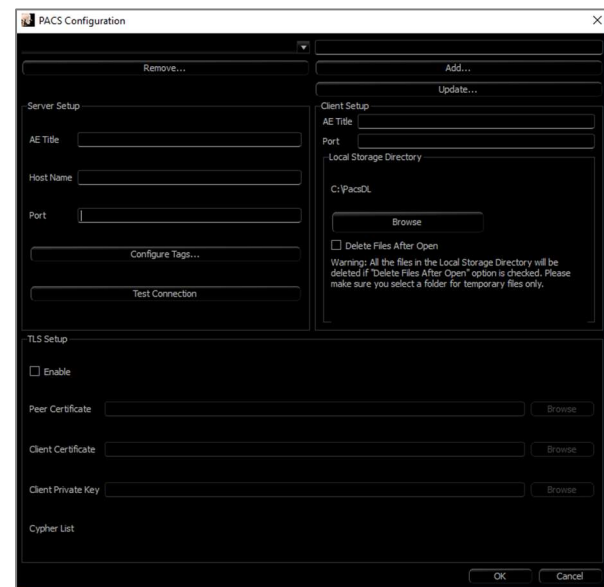 PACS Configuration
Remove...
Add...
Update...
Server Setup
AE Title
Host Name
Port
Configure Tags...
Test Connection
Client Setup
AE Title
Port
Local Storage Directory
C:\PacsDL
Browse
Delete Files After Open
Warning: All the files in the Local Storage Directory will be
deleted if "Delete Files After Open" option is checked. Please
make sure you select a folder for temporary files only.
TLS Setup
Enable
Peer Certificate
Browse
Client Certificate
Browse
Client Private Key
Browse
Cypher List
OK
Cancel